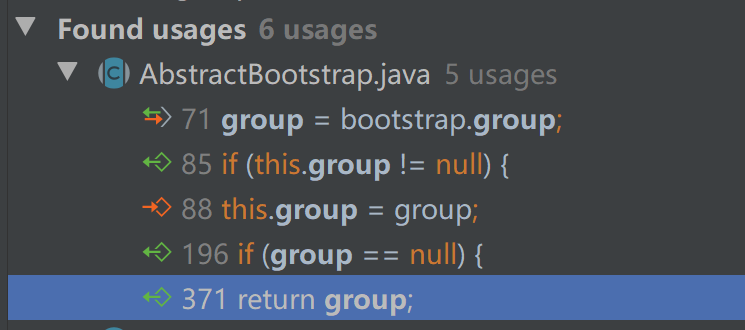 Found usages 6 usages
AbstractBootstrap.java 5 usages
71 group = bootstrap.group;
85 if (this.group != null) {
88 this.group = group;
196 if (group == null) {
371 return group;